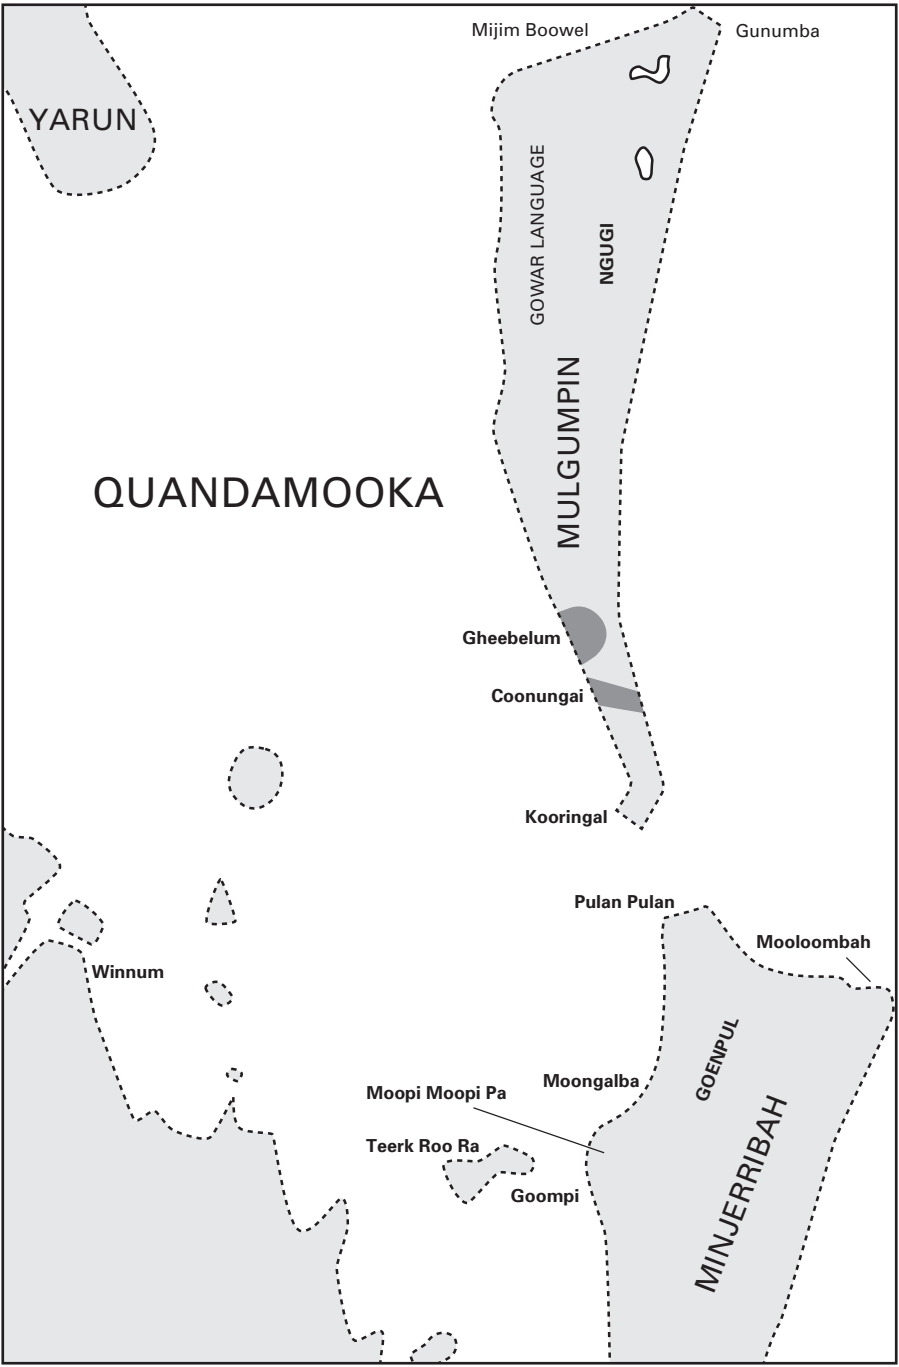 Mijim Boowel
Gunumba
YARUN
GOWAR LANGUAGE
NGUGI
MULGUMPIN
QUANDAMOOKA
Gheebelum
Coonungai
Kooringal
Pulan Pulan
Mooloombah
Winnum
GOENPUL
Moongalba
Moopi Moopi Pa
Teerk Roo Ra
Goompi
MINJERRIBAH